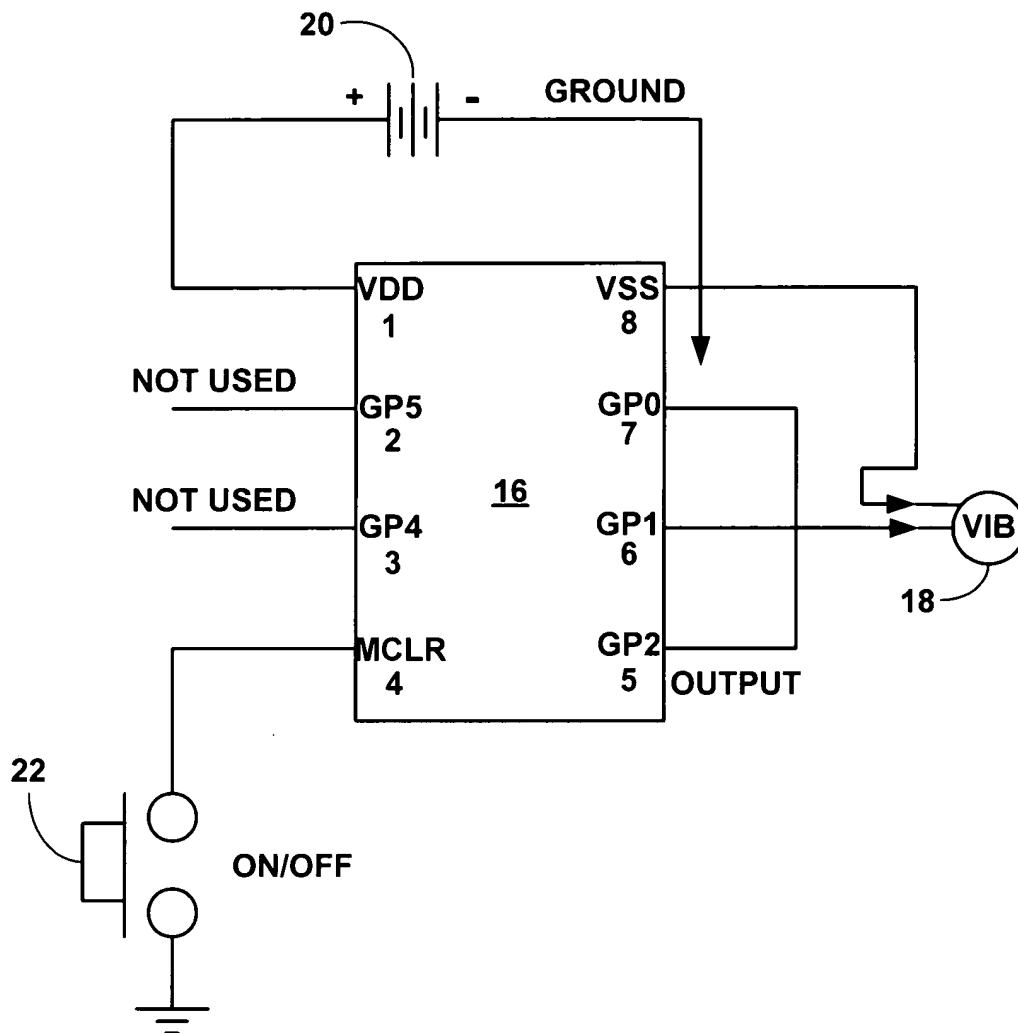 20
+ - GROUND
VDD
1
VSS
8
NOT USED
GP5
2
GP0
7
16
NOT USED
GP4
3
GP1
6
VIB
18
MCLR
4
GP2
5
OUTPUT
22
ON/OFF